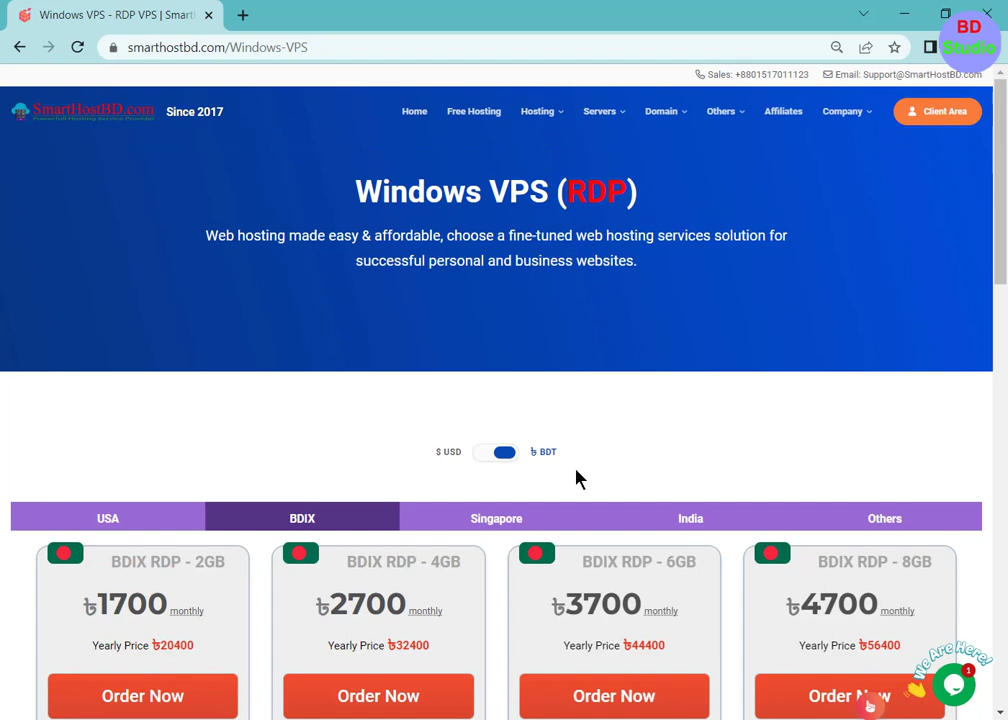 Windows VPS - RDP VPS | Smart
BD
Studio
smarthostbd.com/Windows-VPS
Sales: +8801517011123 Email: Support@SmartHostBD.com
SmartHostBD.com
Powerfull Hosting Service Provider
Since 2017
Home Free Hosting Hosting Servers Domain Others Affiliates Company Client Area
Windows VPS (RDP)
Web hosting made easy & affordable, choose a fine-tuned web hosting services solution for
successful personal and business websites.
$ USD ৳ BDT
USA BDIX Singapore India Others
BDIX RDP - 2GB BDIX RDP - 4GB BDIX RDP - 6GB BDIX RDP - 8GB
৳1700 monthly ৳2700 monthly ৳3700 monthly ৳4700 monthly
Yearly Price ৳20400 Yearly Price ৳32400 Yearly Price ৳44400 Yearly Price ৳56400
We Are Here!
1
Order Now Order Now Order Now Order Now